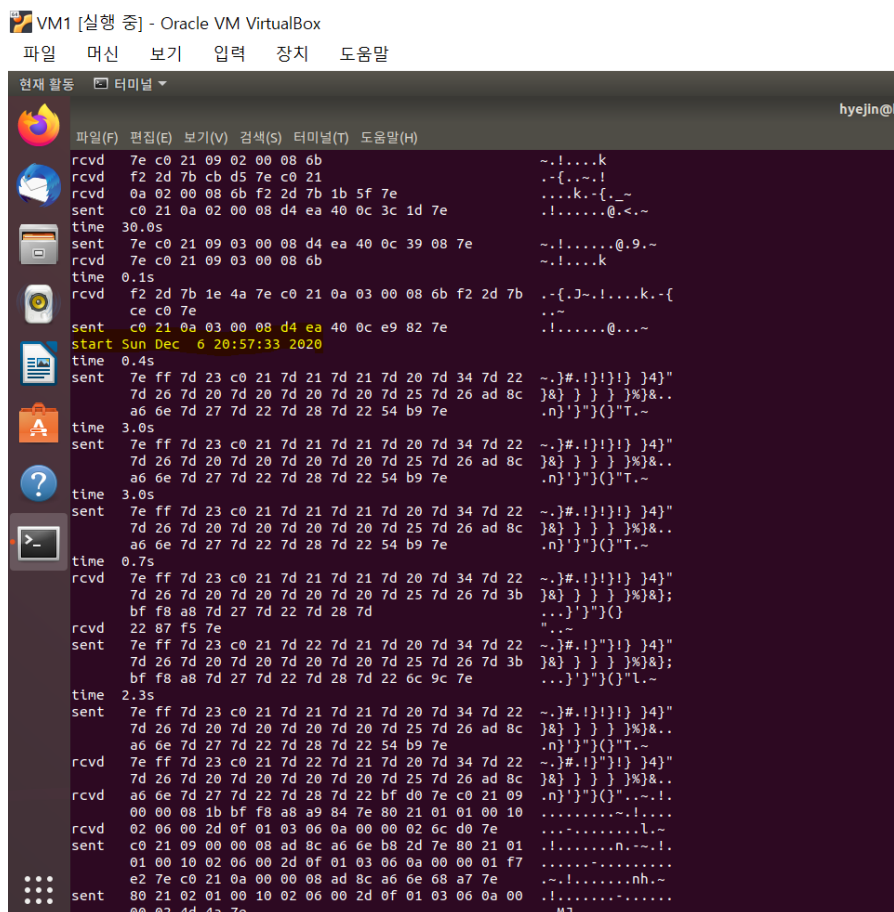 VM1 [실행 중] - Oracle VM VirtualBox
파일 머신 보기 입력 장치 도움말
현재 활동 터미널
hyejin@
파일(F) 편집(E) 보기(V) 검색(S) 터미널(T) 도움말(H)
rcvd 7e c0 21 09 02 00 08 6b ~.!....k
rcvd f2 2d 7b cb d5 7e c0 21 .-{..~.!
rcvd 0a 02 00 08 6b f2 2d 7b 1b 5f 7e ....k.-{._~
sent c0 21 0a 02 00 08 d4 ea 40 0c 3c 1d 7e .!......@.<.~
time 30.0s
sent 7e c0 21 09 03 00 08 d4 ea 40 0c 39 08 7e ~.!......@.9.~
rcvd 7e c0 21 09 03 00 08 6b ~.!....k
time 0.1s
rcvd f2 2d 7b 1e 4a 7e c0 21 0a 03 00 08 6b f2 2d 7b .-{.J~.!....k.-{
ce c0 7e ..~
sent c0 21 0a 03 00 08 d4 ea 40 0c e9 82 7e .!......@...~
start Sun Dec 6 20:57:33 2020
time 0.4s
sent 7e ff 7d 23 c0 21 7d 21 7d 21 7d 20 7d 34 7d 22 ~.}#.!}!}!} }4}"
7d 26 7d 20 7d 20 7d 20 7d 20 7d 25 7d 26 ad 8c }&} } } } }%}&..
a6 6e 7d 27 7d 22 7d 28 7d 22 54 b9 7e .n}'}"}(}"T.~
time 3.0s
sent 7e ff 7d 23 c0 21 7d 21 7d 21 7d 20 7d 34 7d 22 ~.}#.!}!}!} }4}"
7d 26 7d 20 7d 20 7d 20 7d 20 7d 25 7d 26 ad 8c }&} } } } }%}&..
a6 6e 7d 27 7d 22 7d 28 7d 22 54 b9 7e .n}'}"}(}"T.~
time 3.0s
sent 7e ff 7d 23 c0 21 7d 21 7d 21 7d 20 7d 34 7d 22 ~.}#.!}!}!} }4}"
7d 26 7d 20 7d 20 7d 20 7d 20 7d 25 7d 26 ad 8c }&} } } } }%}&..
a6 6e 7d 27 7d 22 7d 28 7d 22 54 b9 7e .n}'}"}(}"T.~
time 0.7s
rcvd 7e ff 7d 23 c0 21 7d 21 7d 21 7d 20 7d 34 7d 22 ~.}#.!}!}!} }4}"
7d 26 7d 20 7d 20 7d 20 7d 20 7d 25 7d 26 7d 3b }&} } } } }%}&};
bf f8 a8 7d 27 7d 22 7d 28 7d ...}'}"}(}
rcvd 22 87 f5 7e "..~
sent 7e ff 7d 23 c0 21 7d 22 7d 21 7d 20 7d 34 7d 22 ~.}#.!}"}!} }4}"
7d 26 7d 20 7d 20 7d 20 7d 20 7d 25 7d 26 7d 3b }&} } } } }%}&};
bf f8 a8 7d 27 7d 22 7d 28 7d 22 6c 9c 7e ...}'}"}(}"l.~
time 2.3s
sent 7e ff 7d 23 c0 21 7d 21 7d 21 7d 20 7d 34 7d 22 ~.}#.!}!}!} }4}"
7d 26 7d 20 7d 20 7d 20 7d 20 7d 25 7d 26 ad 8c }&} } } } }%}&..
a6 6e 7d 27 7d 22 7d 28 7d 22 54 b9 7e .n}'}"}(}"T.~
rcvd 7e ff 7d 23 c0 21 7d 22 7d 21 7d 20 7d 34 7d 22 ~.}#.!}"}!} }4}"
7d 26 7d 20 7d 20 7d 20 7d 20 7d 25 7d 26 ad 8c }&} } } } }%}&..
rcvd a6 6e 7d 27 7d 22 7d 28 7d 22 bf d0 7e c0 21 09 .n}'}"}(}"..~.!.
00 00 08 1b bf f8 a8 a9 84 7e 80 21 01 01 00 10 .........~.!....
rcvd 02 06 00 2d 0f 01 03 06 0a 00 00 02 6c d0 7e ...-........l.~
sent c0 21 09 00 00 08 ad 8c a6 6e b8 2d 7e 80 21 01 .!.......n.-~.!.
01 00 10 02 06 00 2d 0f 01 03 06 0a 00 00 01 f7 ......-.........
e2 7e c0 21 0a 00 00 08 ad 8c a6 6e 68 a7 7e .~.!.......nh.~
sent 80 21 02 01 00 10 02 06 00 2d 0f 01 03 06 0a 00 .!.......-......
00 02 4d 4a 7e ..MJ~